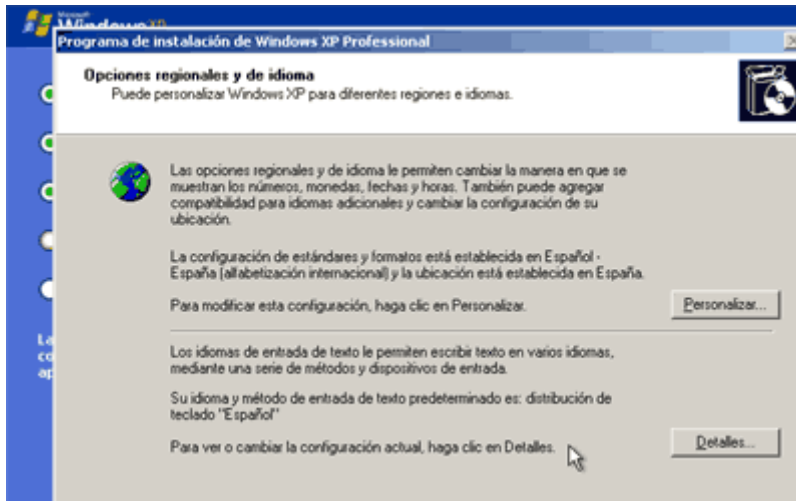 Microsoft
Windows XP
Programa de instalación de Windows XP Professional
Opciones regionales y de idioma
Puede personalizar Windows XP para diferentes regiones e idiomas.
Las opciones regionales y de idioma le permiten cambiar la manera en que se
muestran los números, monedas, fechas y horas. También puede agregar
compatibilidad para idiomas adicionales y cambiar la configuración de su
ubicación.
La configuración de estándares y formatos está establecida en Español -
España (alfabetización internacional) y la ubicación está establecida en España.
Para modificar esta configuración, haga clic en Personalizar.
Personalizar...
Los idiomas de entrada de texto le permiten escribir texto en varios idiomas,
mediante una serie de métodos y dispositivos de entrada.
Su idioma y método de entrada de texto predeterminado es: distribución de
teclado "Español"
Para ver o cambiar la configuración actual, haga clic en Detalles.
Detalles...
La
co
ap